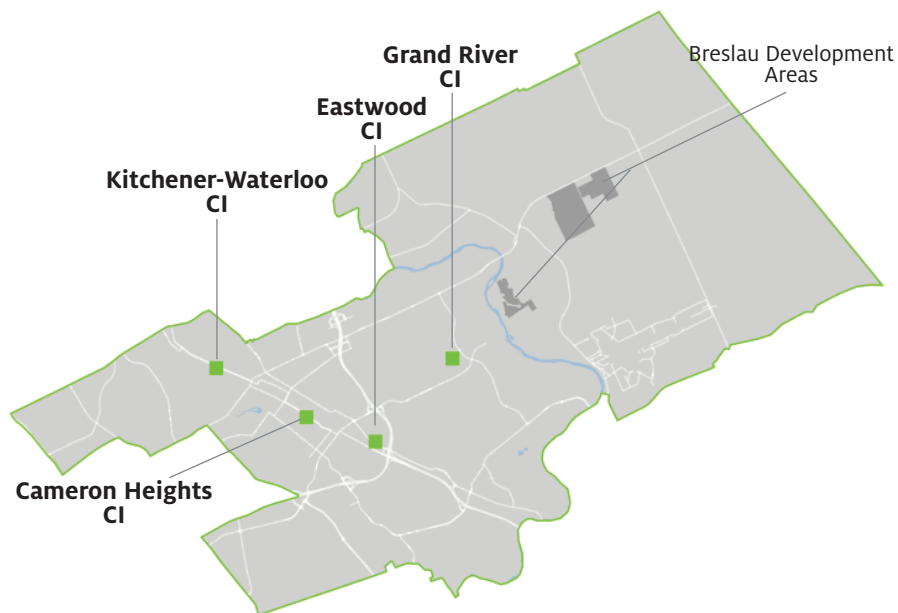 Grand River
CI
Breslau Development
Areas
Eastwood
CI
Kitchener-Waterloo
CI
Cameron Heights
CI